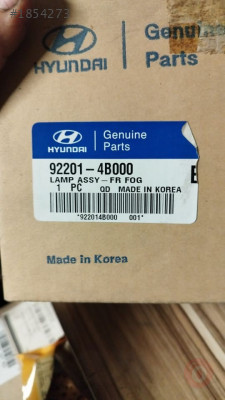 #1854273
Genuine
HYUNDAI
Parts
HYUNDAI
Genuine
Parts
92201-4B000
LAMP ASSY-FR FOG
1 PC QD MADE IN KOREA
*922014B000 001*
Made in Korea